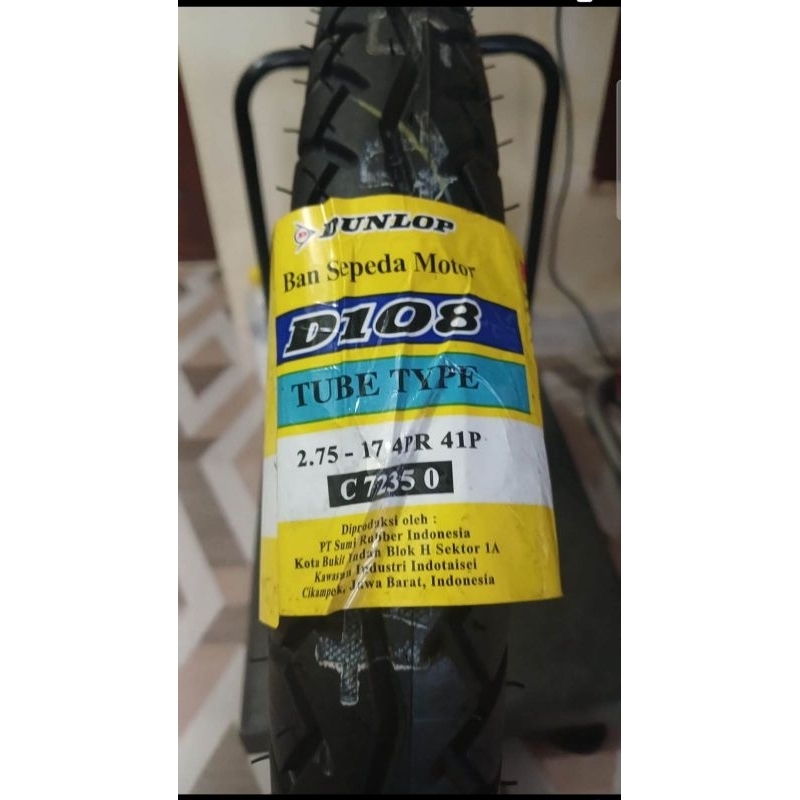 DUNLOP
Ban Sepeda Motor
D108
TUBE TYPE
2.75 - 17 4PR 41P
C 7235 0
Diproduksi oleh :
PT Sumi Rubber Indonesia
Kota Bukit Indah Blok H Sektor 1A
Kawasan Industri Indotaisei
Cikampek, Jawa Barat, Indonesia